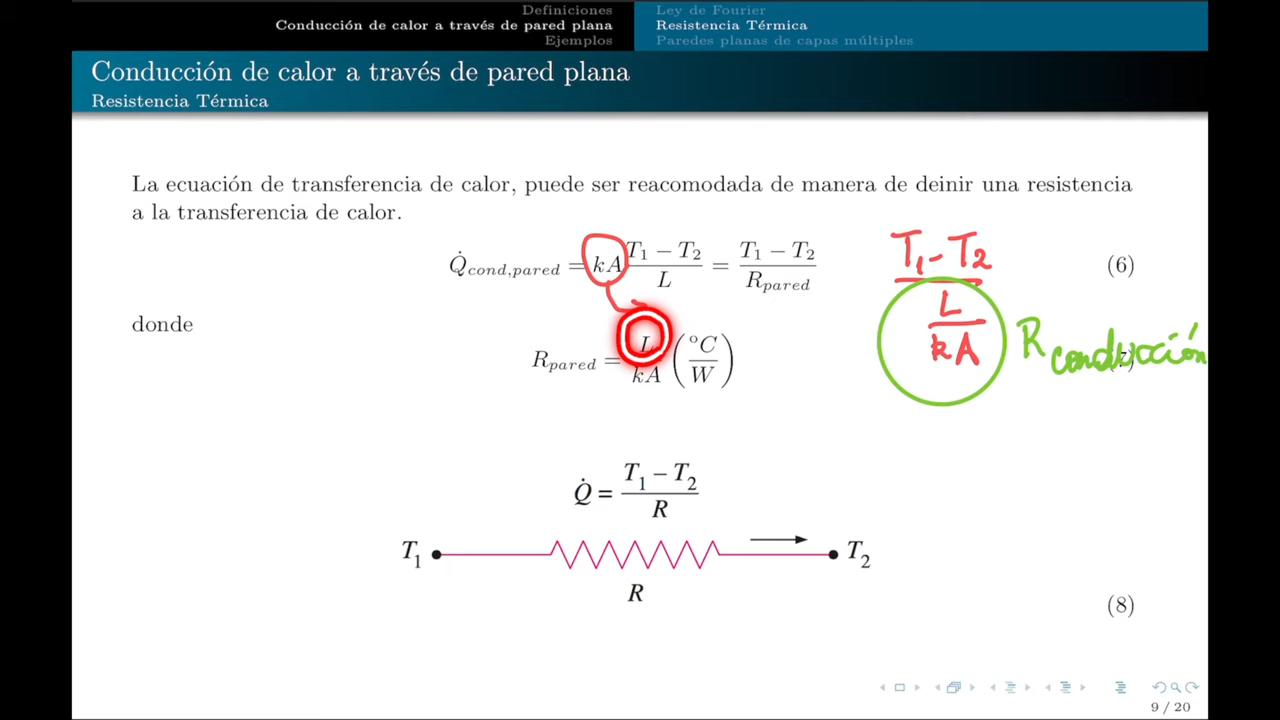 Definiciones
Conducción de calor a través de pared plana
Ejemplos
Ley de Fourier
Resistencia Térmica
Paredes planas de capas múltiples
Conducción de calor a través de pared plana
Resistencia Térmica
La ecuación de transferencia de calor, puede ser reacomodada de manera de deinir una resistencia
a la transferencia de calor.
Q̇cond,pared = kA (T1 − T2)/L = (T1 − T2)/Rpared (6)
T1 - T2
L
kA
R conducción
donde
Rpared = L/kA (°C/W) (7)
Q̇ = (T1 – T2)/R
T1
T2
R
(8)
9 / 20